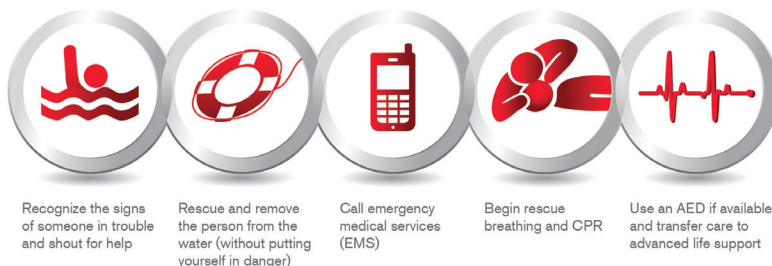 Recognize the signs
of someone in trouble
and shout for help
Rescue and remove
the person from the
water (without putting
yourself in danger)
Call emergency
medical services
(EMS)
Begin rescue
breathing and CPR
Use an AED if available
and transfer care to
advanced life support